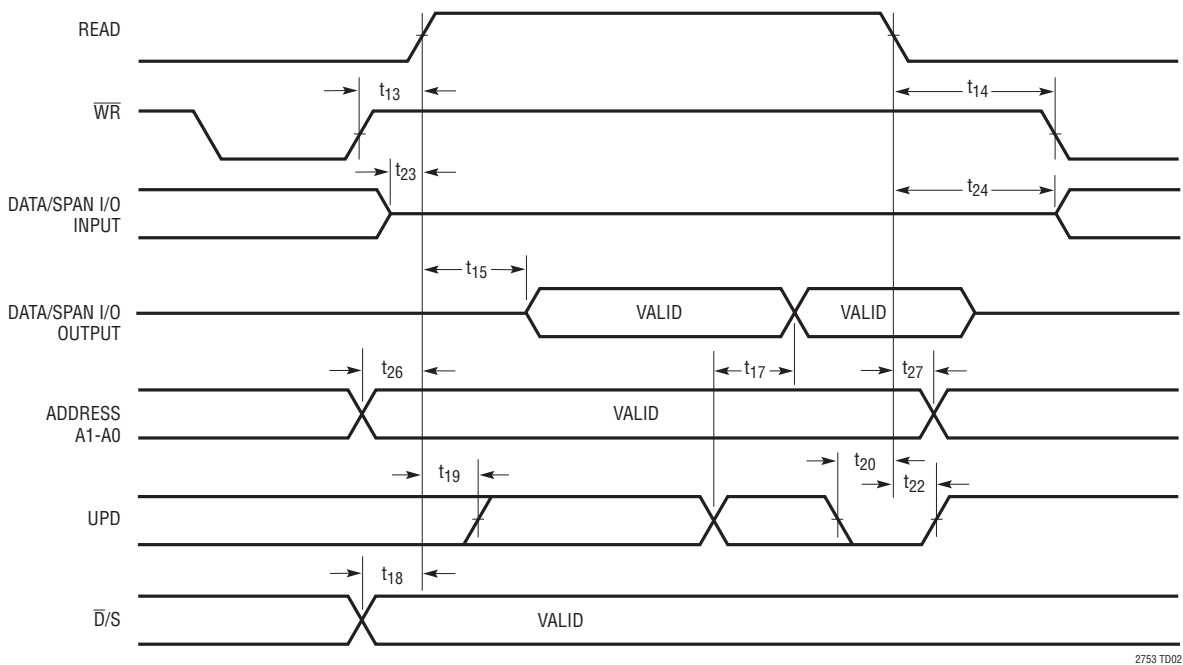 READ
t13
WR
t14
t23
DATA/SPAN I/O
INPUT
t24
t15
DATA/SPAN I/O
OUTPUT
VALID
VALID
t26
t17
t27
ADDRESS
A1-A0
VALID
t19
t20
t22
UPD
t18
D̅/S
VALID
2753 TD02